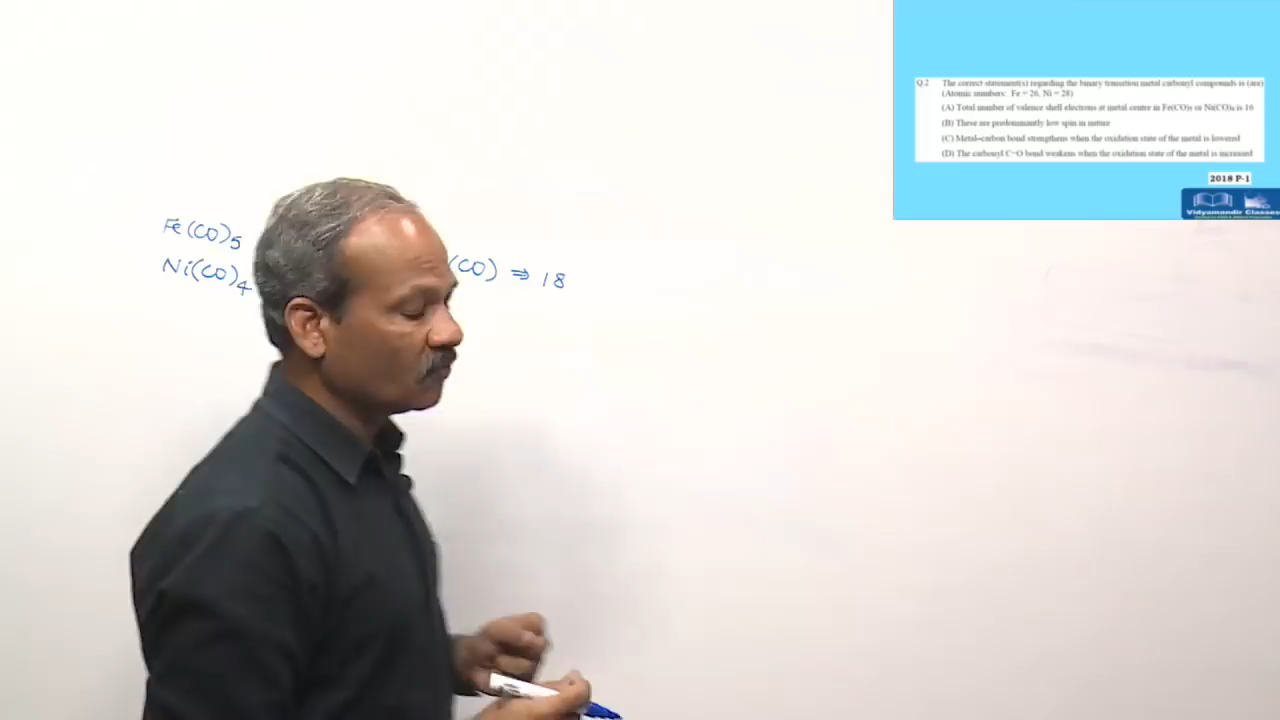 Q.2 The correct statement(s) regarding the binary transition metal carbonyl compounds is (are)
(Atomic numbers: Fe = 26, Ni = 28)
(A) Total number of valence shell electrons at metal center in Fe(CO)₅ or Ni(CO)₄ is 16
(B) These are predominantly low spin in nature
(C) Metal–carbon bond strengthens when the oxidation state of the metal is lowered
(D) The carbonyl C−O bond weakens when the oxidation state of the metal is increased
2018 P-1
Vidyamandir Classes
Fe(CO)₅
Ni(CO)₄ (CO) ⇒ 18